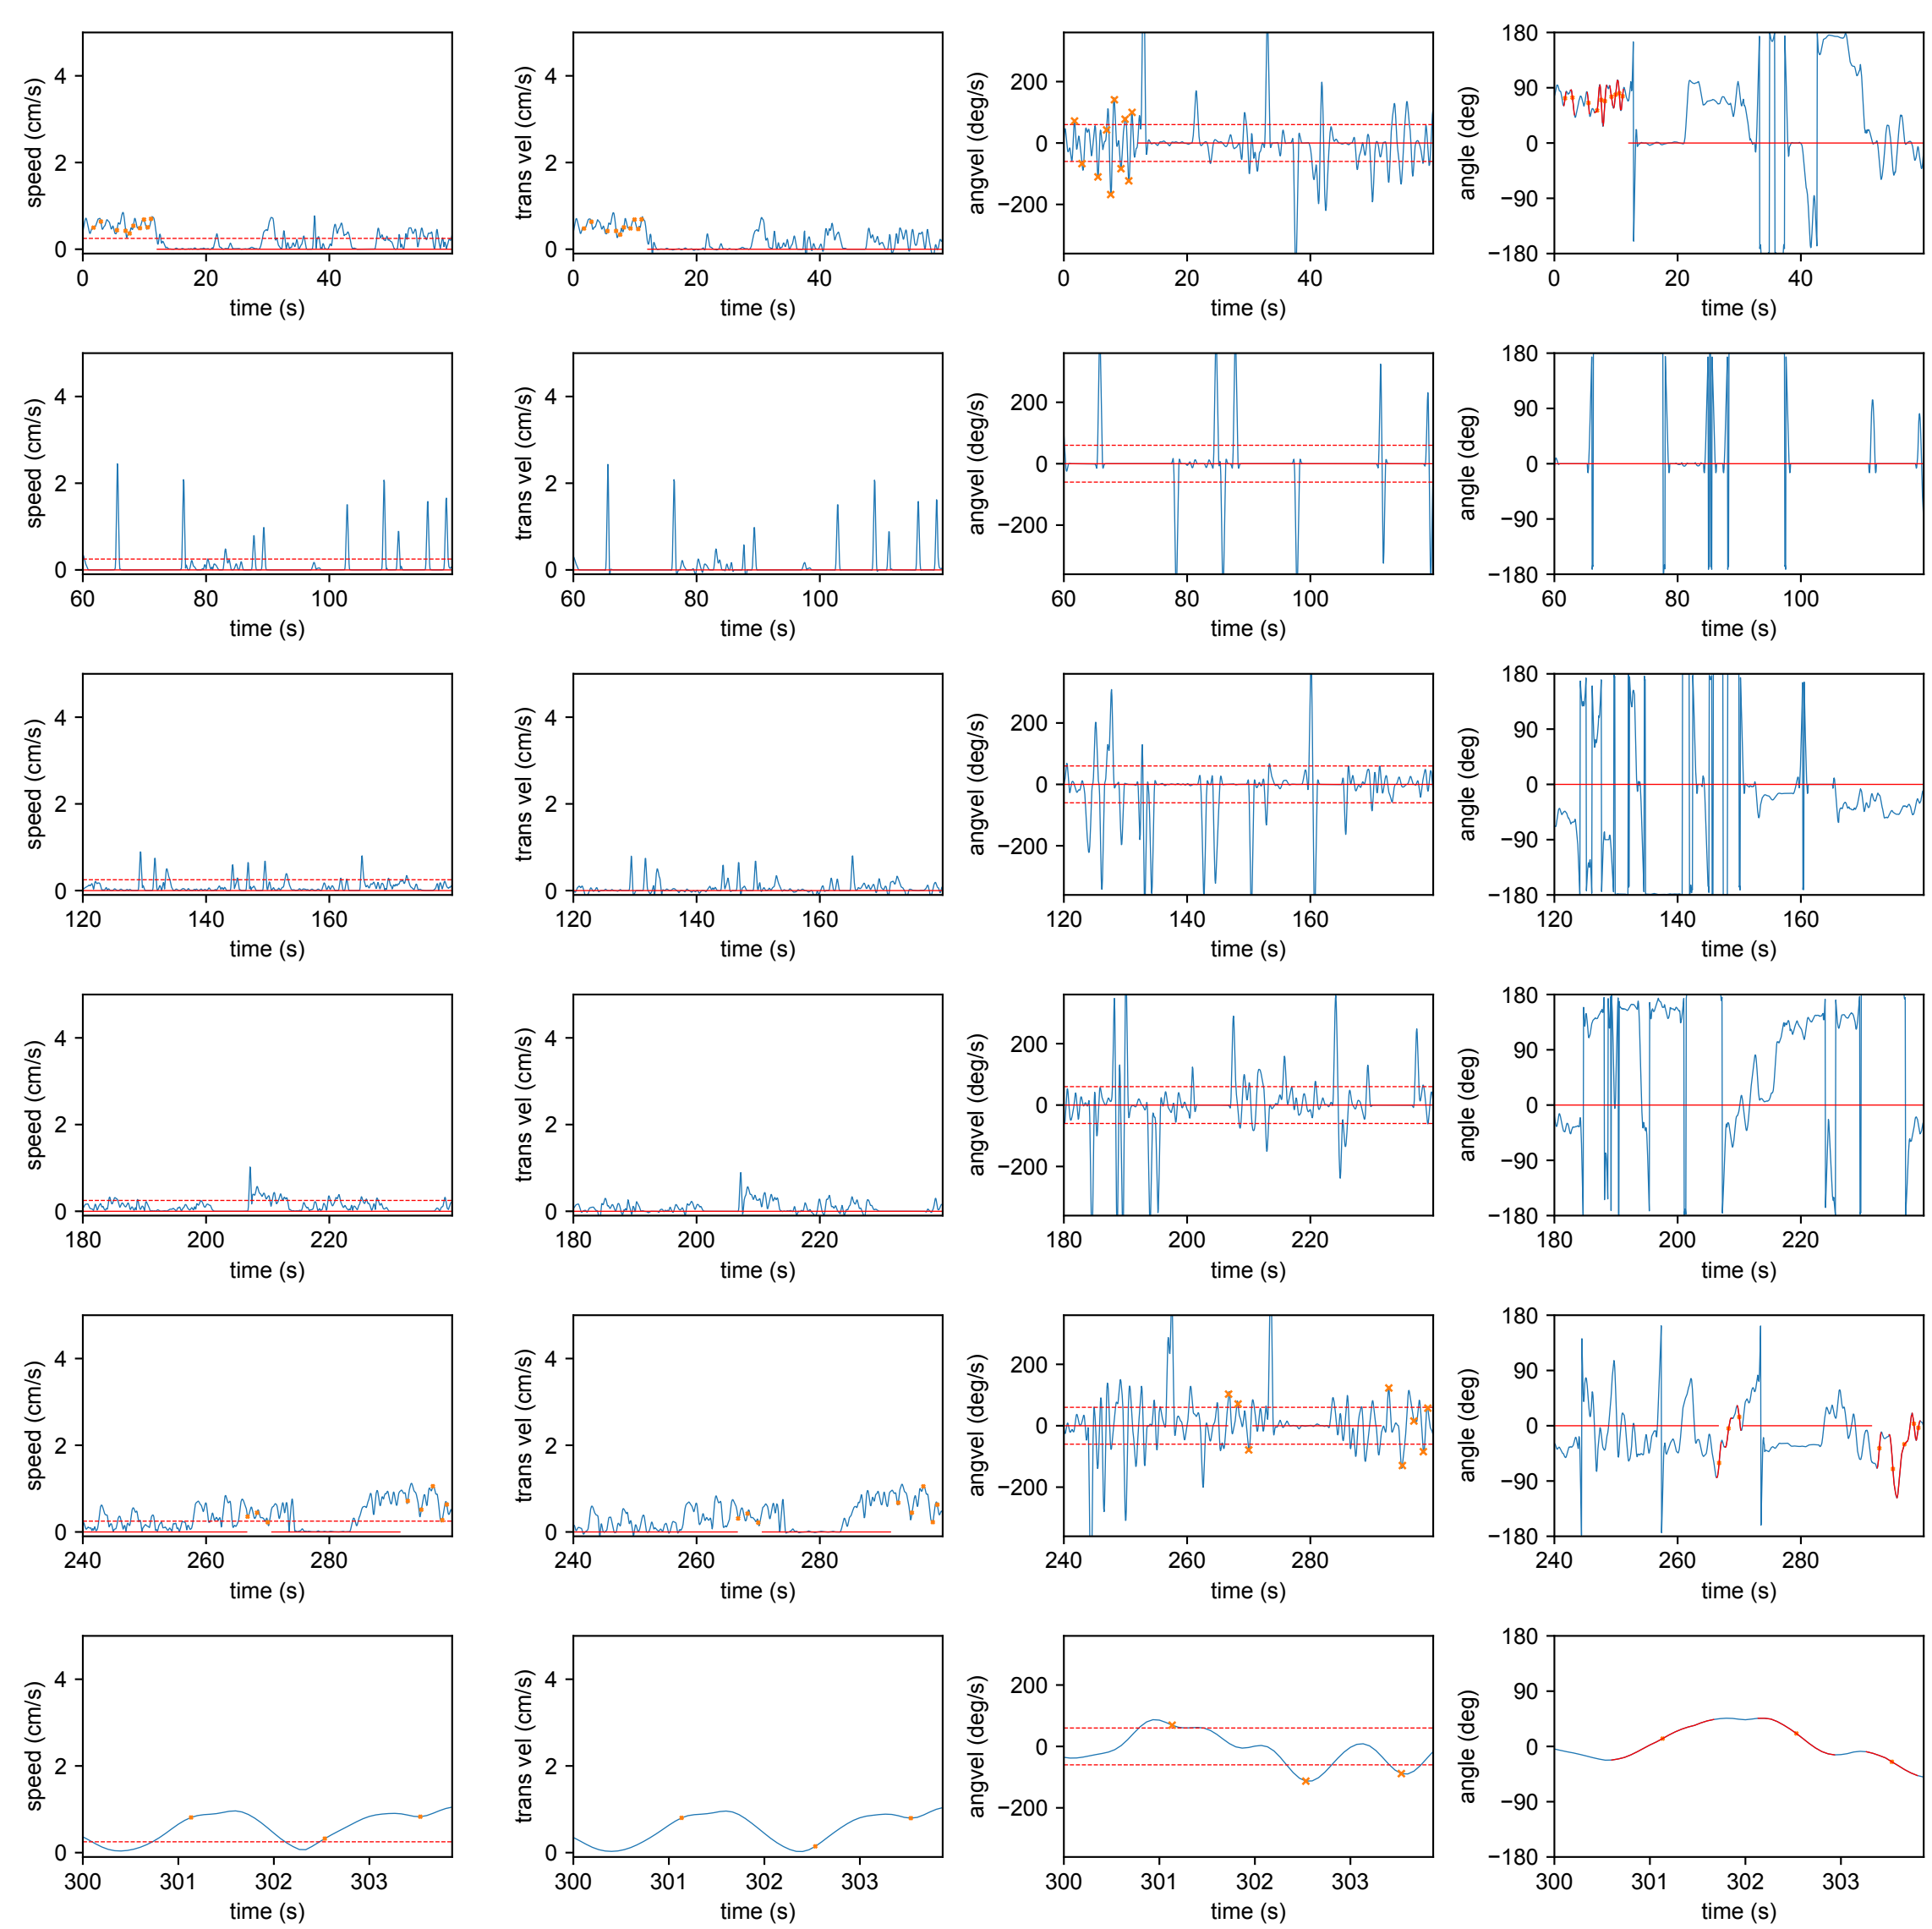 speed (cm/s) 4 2 0 trans vel (cm/s) 4 2 0 angvel (deg/s) 200 0 −200 angle (deg) 180 90 0 −90 −180
0 20 40 0 20 40 0 20 40 0 20 40
time (s) time (s) time (s) time (s)
speed (cm/s) 4 2 0 trans vel (cm/s) 4 2 0 angvel (deg/s) 200 0 −200 angle (deg) 180 90 0 −90 −180
60 80 100 60 80 100 60 80 100 60 80 100
time (s) time (s) time (s) time (s)
speed (cm/s) 4 2 0 trans vel (cm/s) 4 2 0 angvel (deg/s) 200 0 −200 angle (deg) 180 90 0 −90 −180
120 140 160 120 140 160 120 140 160 120 140 160
time (s) time (s) time (s) time (s)
speed (cm/s) 4 2 0 trans vel (cm/s) 4 2 0 angvel (deg/s) 200 0 −200 angle (deg) 180 90 0 −90 −180
180 200 220 180 200 220 180 200 220 180 200 220
time (s) time (s) time (s) time (s)
speed (cm/s) 4 2 0 trans vel (cm/s) 4 2 0 angvel (deg/s) 200 0 −200 angle (deg) 180 90 0 −90 −180
240 260 280 240 260 280 240 260 280 240 260 280
time (s) time (s) time (s) time (s)
speed (cm/s) 4 2 0 trans vel (cm/s) 4 2 0 angvel (deg/s) 200 0 −200 angle (deg) 180 90 0 −90 −180
300 301 302 303 300 301 302 303 300 301 302 303 300 301 302 303
time (s) time (s) time (s) time (s)